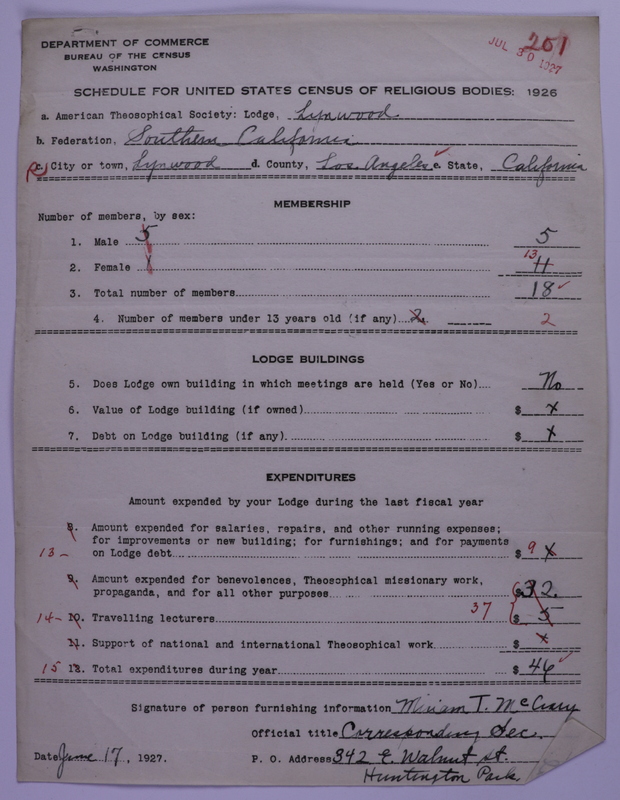 DEPARTMENT OF COMMERCE
BUREAU OF THE CENSUS
WASHINGTON
201
JUL 30 1927
SCHEDULE FOR UNITED STATES CENSUS OF RELIGIOUS BODIES: 1926
a. American Theosophical Society: Lodge, Lynwood
b. Federation, Southern California
c. City or town, Lynwood d. County, Los Angeles e. State, California
MEMBERSHIP
Number of members, by sex:
1. Male 5 5
2. Female 13 11
3. Total number of members 18
4. Number of members under 13 years old (if any) 2 2
LODGE BUILDINGS
5. Does Lodge own building in which meetings are held (Yes or No) No
6. Value of Lodge building (if owned) $ x
7. Debt on Lodge building (if any) $ x
EXPENDITURES
Amount expended by your Lodge during the last fiscal year
8. Amount expended for salaries, repairs, and other running expenses;
for improvements or new building; for furnishings; and for payments
13 – on Lodge debt $ 9 x
9. Amount expended for benevolences, Theosophical missionary work,
propaganda, and for all other purposes $ 32.
14 – 10. Travelling lecturers 37 $ 5
11. Support of national and international Theosophical work $ x
15 12. Total expenditures during year $ 46
Signature of person furnishing information Miriam T. McCrary
Official title Corresponding Sec.
Date June 17, 1927. P. O. Address 342 E. Walnut st.
Huntington Park